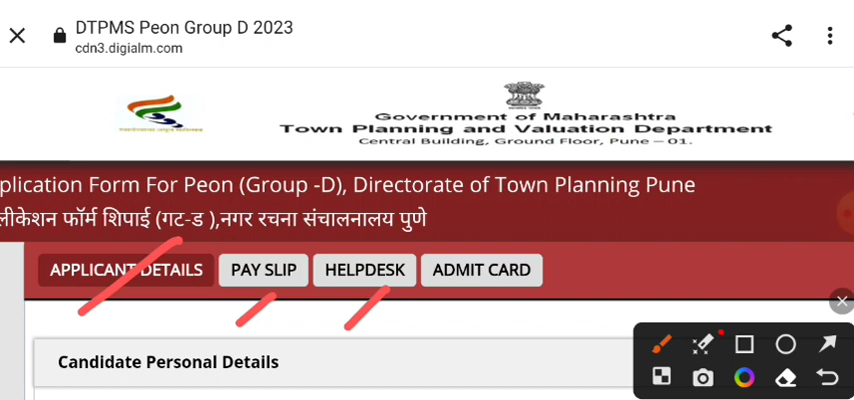 DTPMS Peon Group D 2023
cdn3.digialm.com
Government of Maharashtra
Town Planning and Valuation Department
Central Building, Ground Floor, Pune – 01.
plication Form For Peon (Group -D), Directorate of Town Planning Pune
लीकेशन फॉर्म शिपाई (गट-ड ),नगर रचना संचालनालय पुणे
APPLICANT DETAILS PAY SLIP HELPDESK ADMIT CARD
Candidate Personal Details